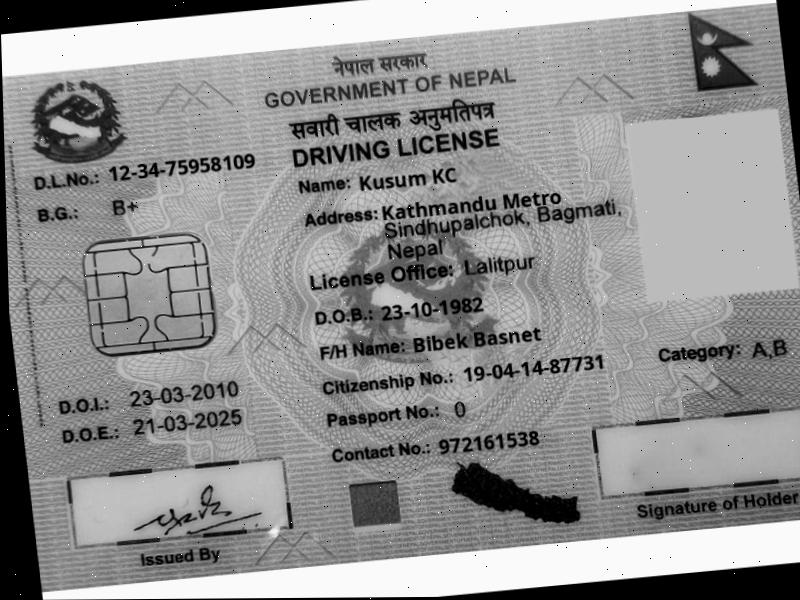 नेपाल सरकार
GOVERNMENT OF NEPAL
सवारी चालक अनुमतिपत्र
DRIVING LICENSE
D.L.No.: 12-34-75958109
B.G.: B+
Name: Kusum KC
Address: Kathmandu Metro
Sindhupalchok, Bagmati,
Nepal
License Office: Lalitpur
D.O.B.: 23-10-1982
F/H Name: Bibek Basnet
Citizenship No.: 19-04-14-87731
Category: A,B
Passport No.: 0
Contact No.: 972161538
D.O.I.: 23-03-2010
D.O.E.: 21-03-2025
Issued By
Signature of Holder